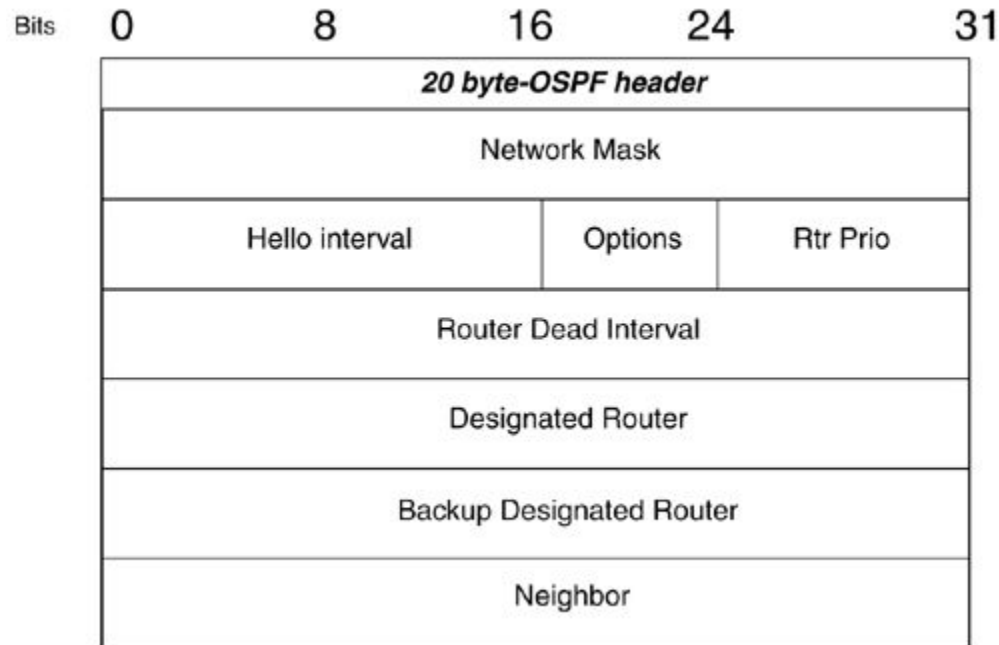 Bits 0 8 16 24 31
20 byte-OSPF header
Network Mask
Hello interval Options Rtr Prio
Router Dead Interval
Designated Router
Backup Designated Router
Neighbor